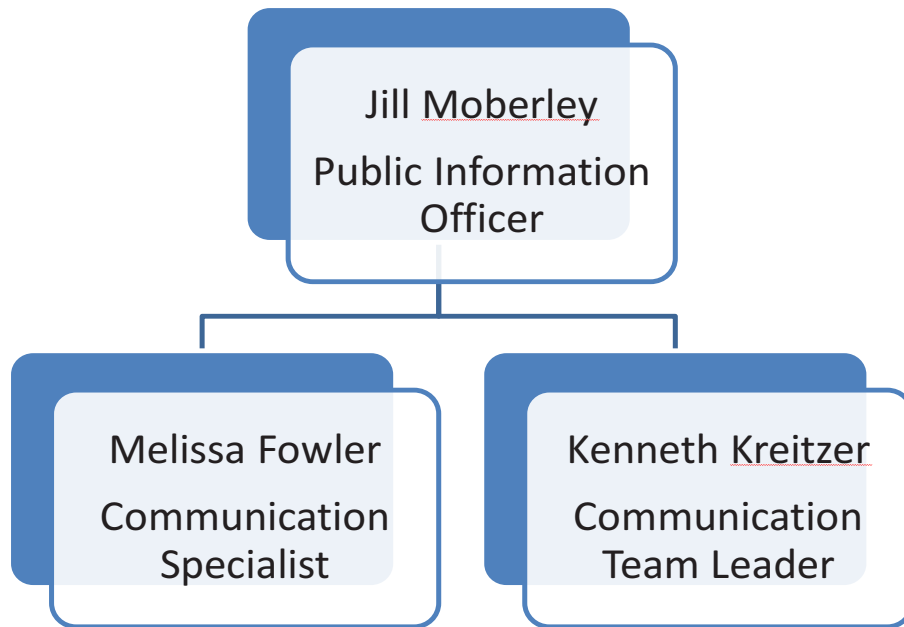 Jill Moberley
Public Information
Officer
Melissa Fowler
Communication
Specialist
Kenneth Kreitzer
Communication
Team Leader